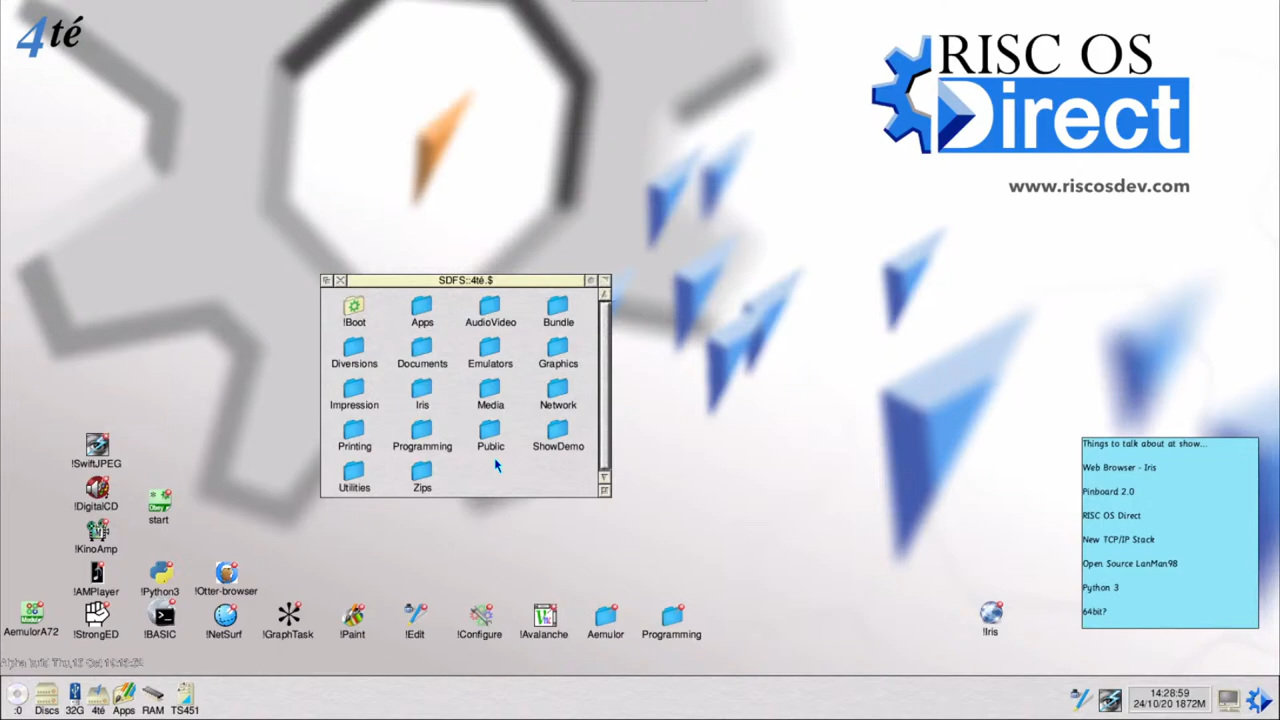 4té
RISC OS
Direct
www.riscosdev.com
SDFS::4té.$
!Boot
Apps
AudioVideo
Bundle
Diversions
Documents
Emulators
Graphics
Impression
Iris
Media
Network
Printing
Programming
Public
ShowDemo
Utilities
Zips
Things to talk about at show...
Web Browser - Iris
Pinboard 2.0
RISC OS Direct
New TCP/IP Stack
Open Source LanMan98
Python 3
64bit?
!SwiftJPEG
!DigitalCD
start
!KinoAmp
!AMPlayer
!Python3
!Otter-browser
AemulorA72
!StrongED
!BASIC
!NetSurf
!GraphTask
!Paint
!Edit
!Configure
!Avalanche
Aemulor
Programming
!Iris
:0
Discs
32G
4té
Apps
RAM
TS451
14:28:59
24/10/20 1872M